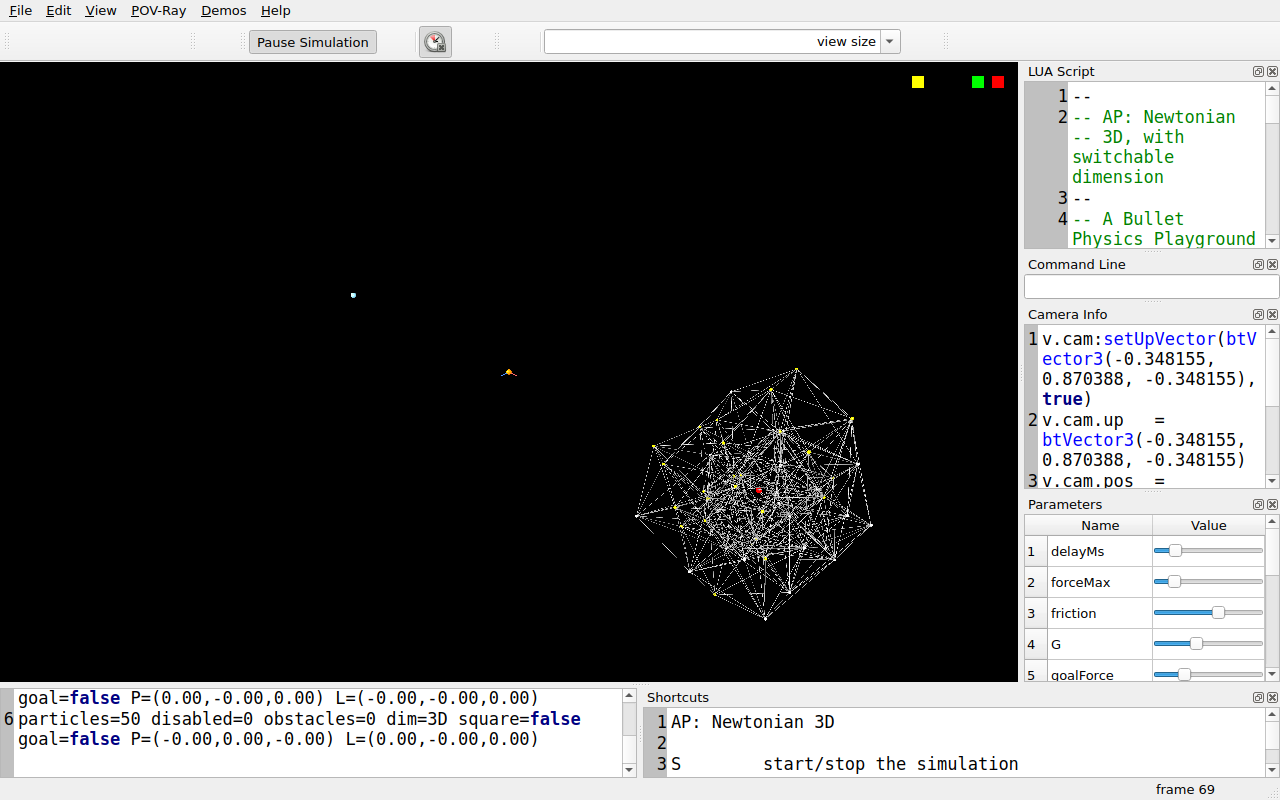 File Edit View POV-Ray Demos Help
Pause Simulation
view size
LUA Script
1 --
2 -- AP: Newtonian
-- 3D, with
switchable
dimension
3 --
4 -- A Bullet
Physics Playground
Command Line
Camera Info
1 v.cam:setUpVector(btV
ector3(-0.348155,
0.870388, -0.348155),
true)
2 v.cam.up   =
btVector3(-0.348155,
0.870388, -0.348155)
3 v.cam.pos  =
Parameters
Name Value
1 delayMs
2 forceMax
3 friction
4 G
5 goalForce
goal=false P=(0.00,-0.00,0.00) L=(-0.00,-0.00,0.00)
6 particles=50 disabled=0 obstacles=0 dim=3D square=false
goal=false P=(-0.00,0.00,-0.00) L=(0.00,-0.00,0.00)
Shortcuts
1 AP: Newtonian 3D
2
3 S        start/stop the simulation
frame 69